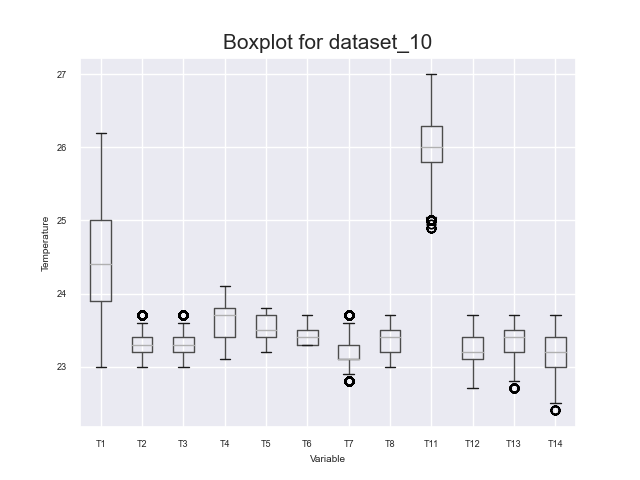 Boxplot for dataset_10
27
26
25
24
23
Temperature
T1 T2 T3 T4 T5 T6 T7 T8 T11 T12 T13 T14
Variable